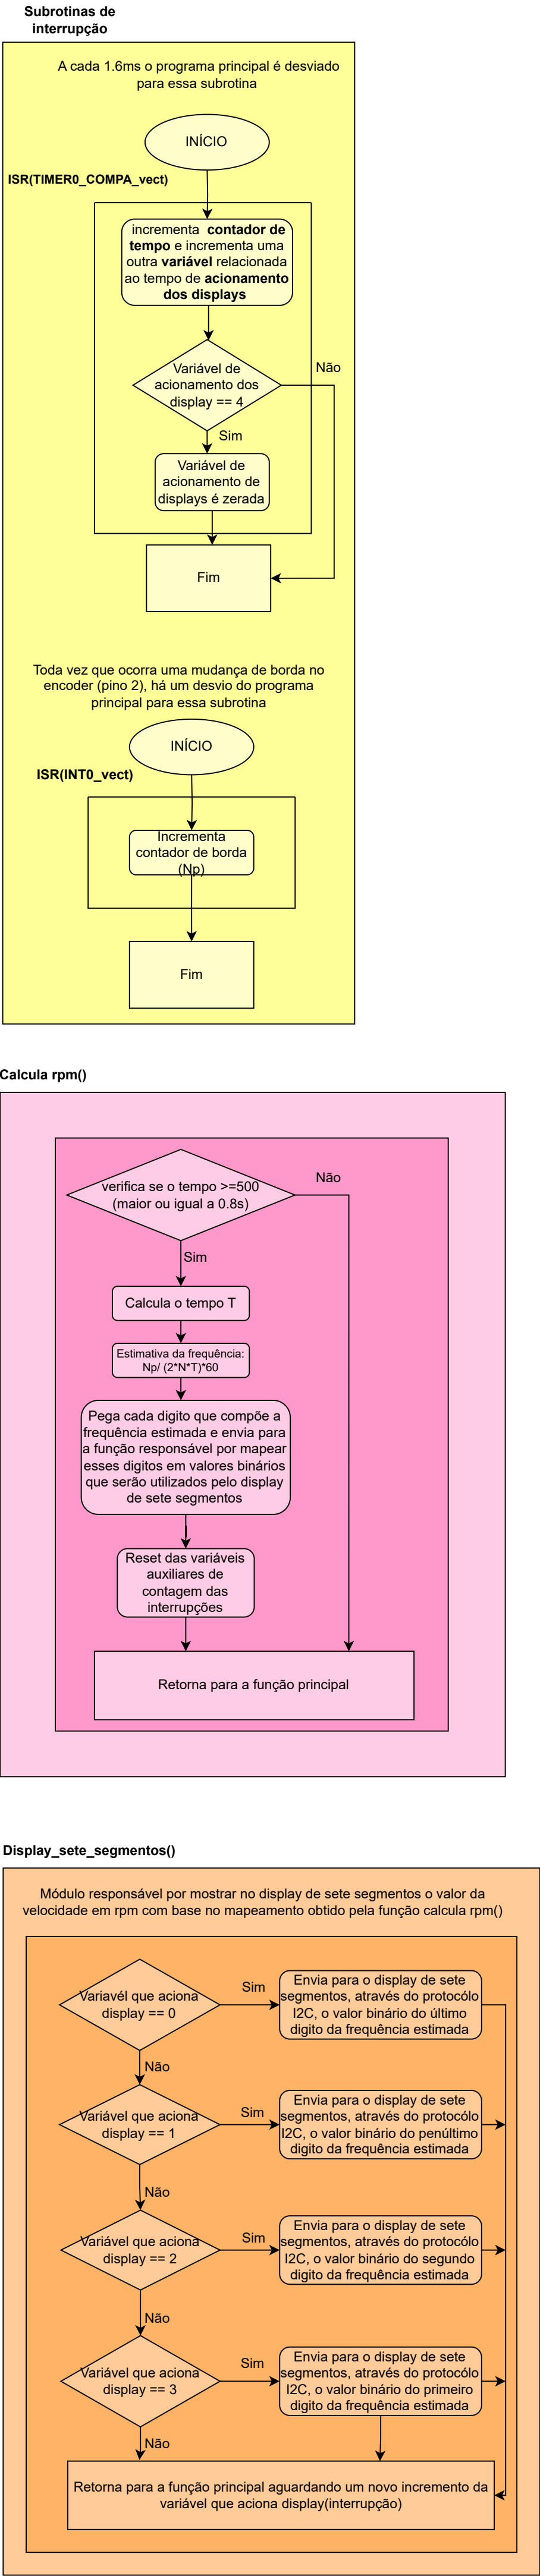 Subrotinas de
interrupção
A cada 1.6ms o programa principal é desviado
para essa subrotina
INÍCIO
ISR(TIMER0_COMPA_vect)
incrementa contador de
tempo e incrementa uma
outra variável relacionada
ao tempo de acionamento
dos displays
Não
Variável de
acionamento dos
display == 4
Sim
Variável de
acionamento de
displays é zerada
Fim
Toda vez que ocorra uma mudança de borda no
encoder (pino 2), há um desvio do programa
principal para essa subrotina
INÍCIO
ISR(INT0_vect)
Incrementa
contador de borda
(Np)
Fim
Calcula rpm()
Não
verifica se o tempo >=500
(maior ou igual a 0.8s)
Sim
Calcula o tempo T
Estimativa da frequência:
Np/ (2*N*T)*60
Pega cada digito que compõe a
frequência estimada e envia para
a função responsável por mapear
esses digitos em valores binários
que serão utilizados pelo display
de sete segmentos
Reset das variáveis
auxiliares de
contagem das
interrupções
Retorna para a função principal
Display_sete_segmentos()
Módulo responsável por mostrar no display de sete segmentos o valor da
velocidade em rpm com base no mapeamento obtido pela função calcula rpm()
Variavél que aciona
display == 0
Sim
Envia para o display de sete
segmentos, através do protocólo
I2C, o valor binário do último
digito da frequência estimada
Não
Variável que aciona
display == 1
Sim
Envia para o display de sete
segmentos, através do protocólo
I2C, o valor binário do penúltimo
digito da frequência estimada
Não
Variável que aciona
display == 2
Sim
Envia para o display de sete
segmentos, através do protocólo
I2C, o valor binário do segundo
digito da frequência estimada
Não
Variável que aciona
display == 3
Sim
Envia para o display de sete
segmentos, através do protocólo
I2C, o valor binário do primeiro
digito da frequência estimada
Não
Retorna para a função principal aguardando um novo incremento da
variável que aciona display(interrupção)